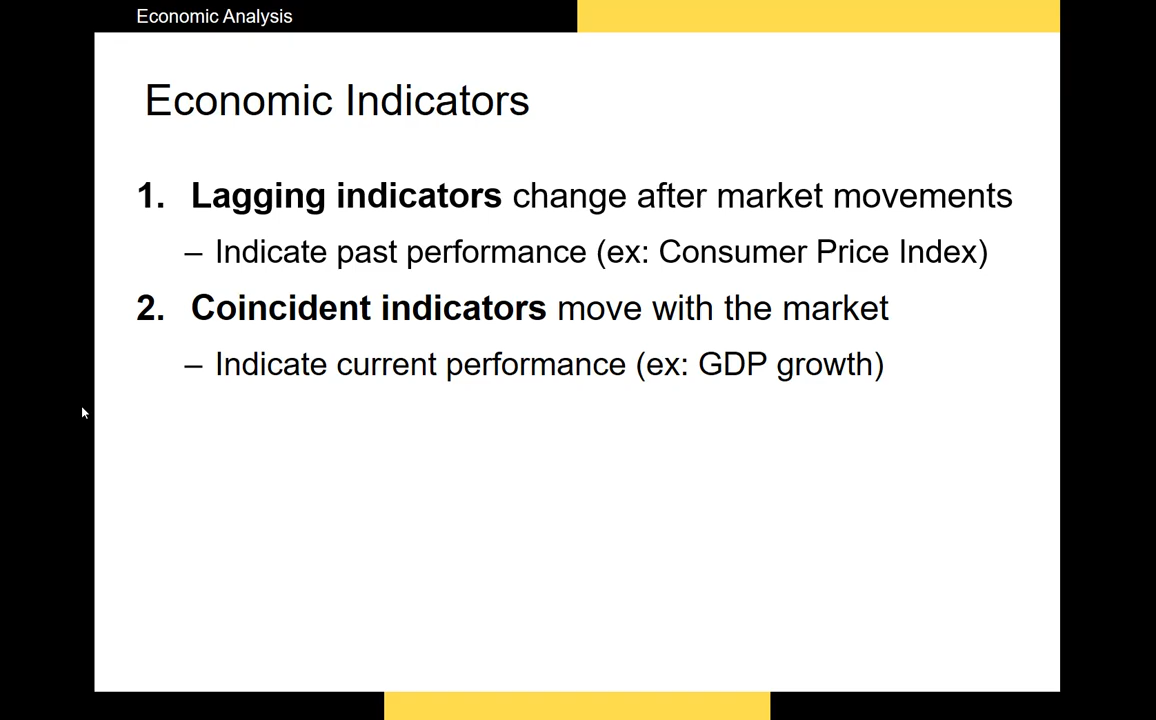 Economic Analysis
Economic Indicators
1. Lagging indicators change after market movements
– Indicate past performance (ex: Consumer Price Index)
2. Coincident indicators move with the market
– Indicate current performance (ex: GDP growth)